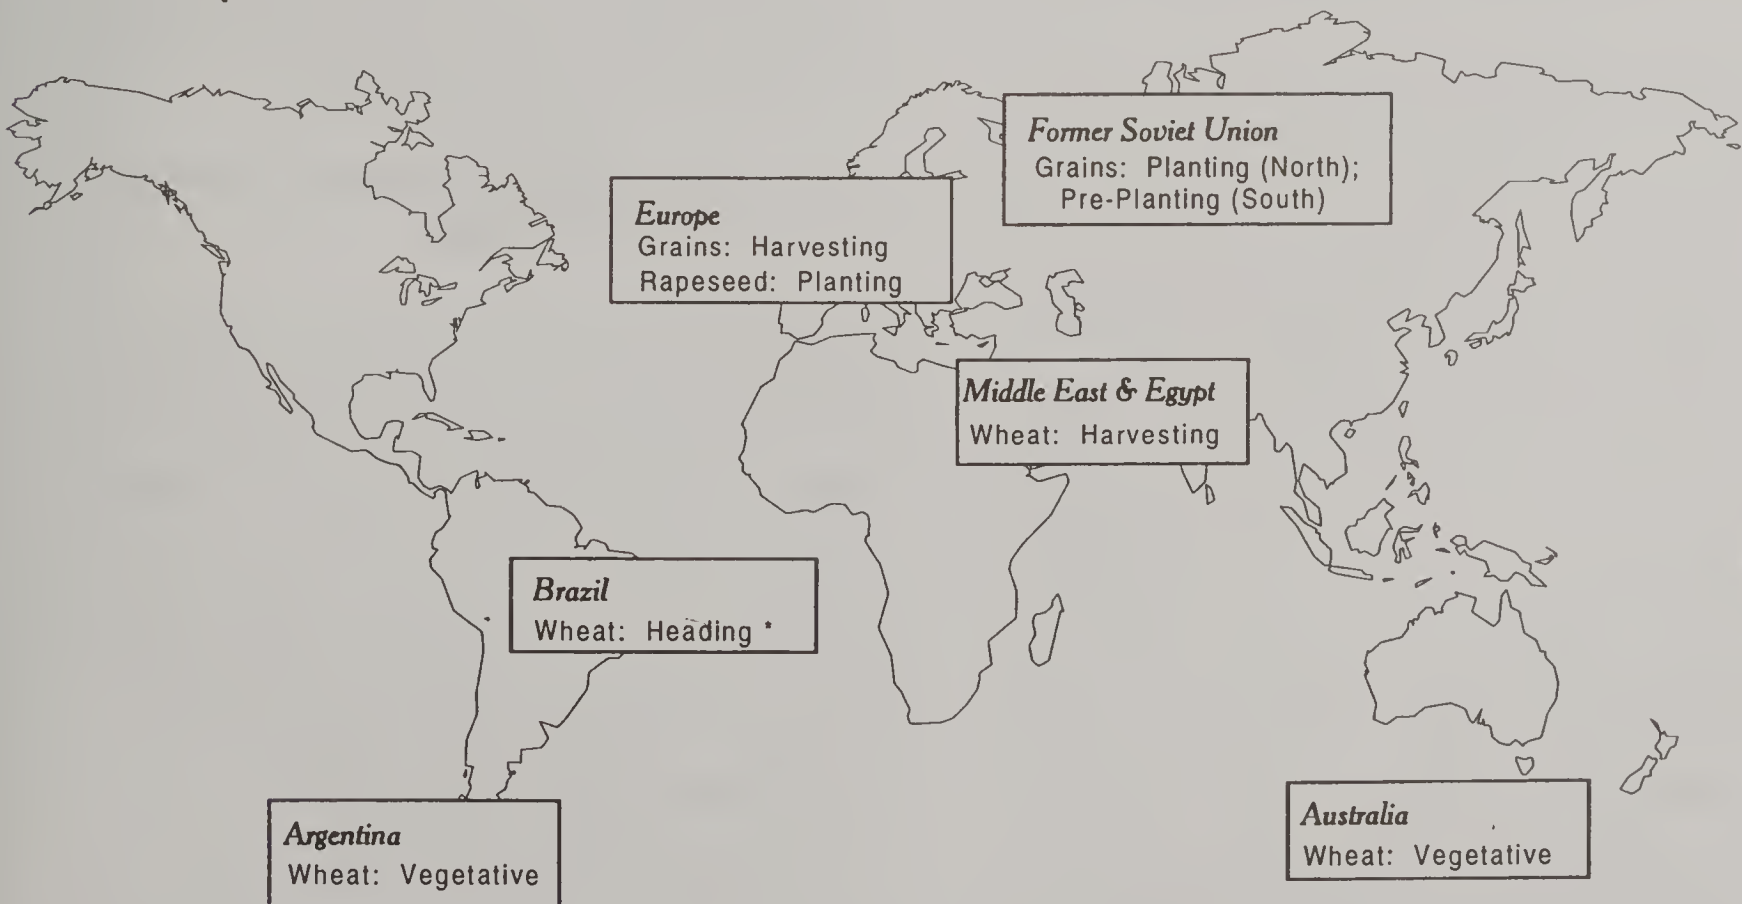 Former Soviet Union
Grains: Planting (North);
Pre-Planting (South)
Europe
Grains: Harvesting
Rapeseed: Planting
Middle East & Egypt
Wheat: Harvesting
Brazil
Wheat: Heading *
Argentina
Wheat: Vegetative
Australia
Wheat: Vegetative